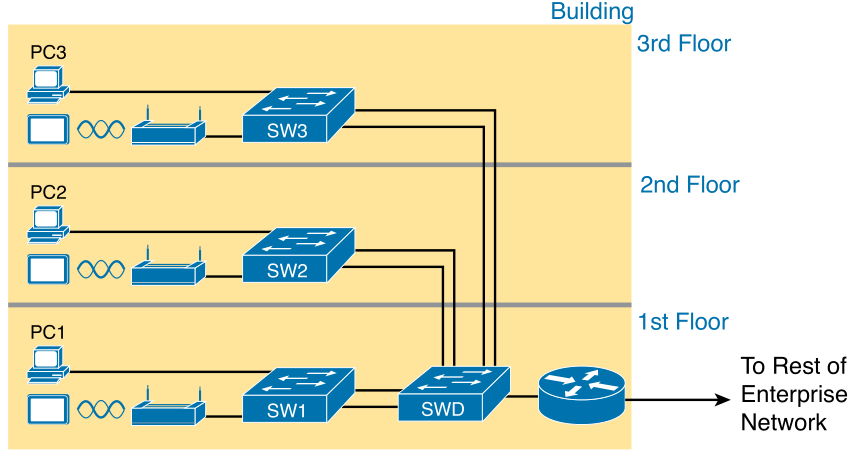 Building
3rd Floor
PC3
SW3
2nd Floor
PC2
SW2
1st Floor
PC1
SW1
SWD
To Rest of
Enterprise
Network